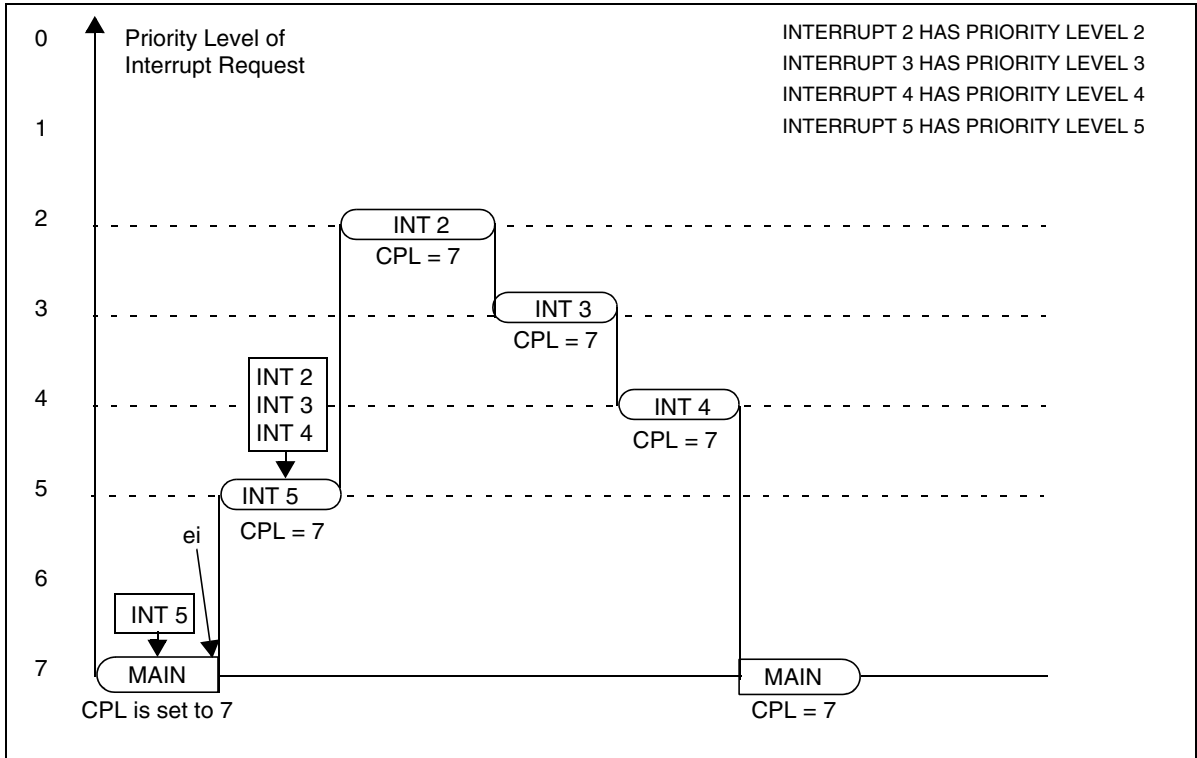 0
Priority Level of
Interrupt Request
INTERRUPT 2 HAS PRIORITY LEVEL 2
INTERRUPT 3 HAS PRIORITY LEVEL 3
INTERRUPT 4 HAS PRIORITY LEVEL 4
INTERRUPT 5 HAS PRIORITY LEVEL 5
1
2
INT 2
CPL = 7
3
INT 3
CPL = 7
INT 2
INT 3
INT 4
4
INT 4
CPL = 7
5
INT 5
CPL = 7
ei
6
INT 5
7
MAIN
CPL is set to 7
MAIN
CPL = 7